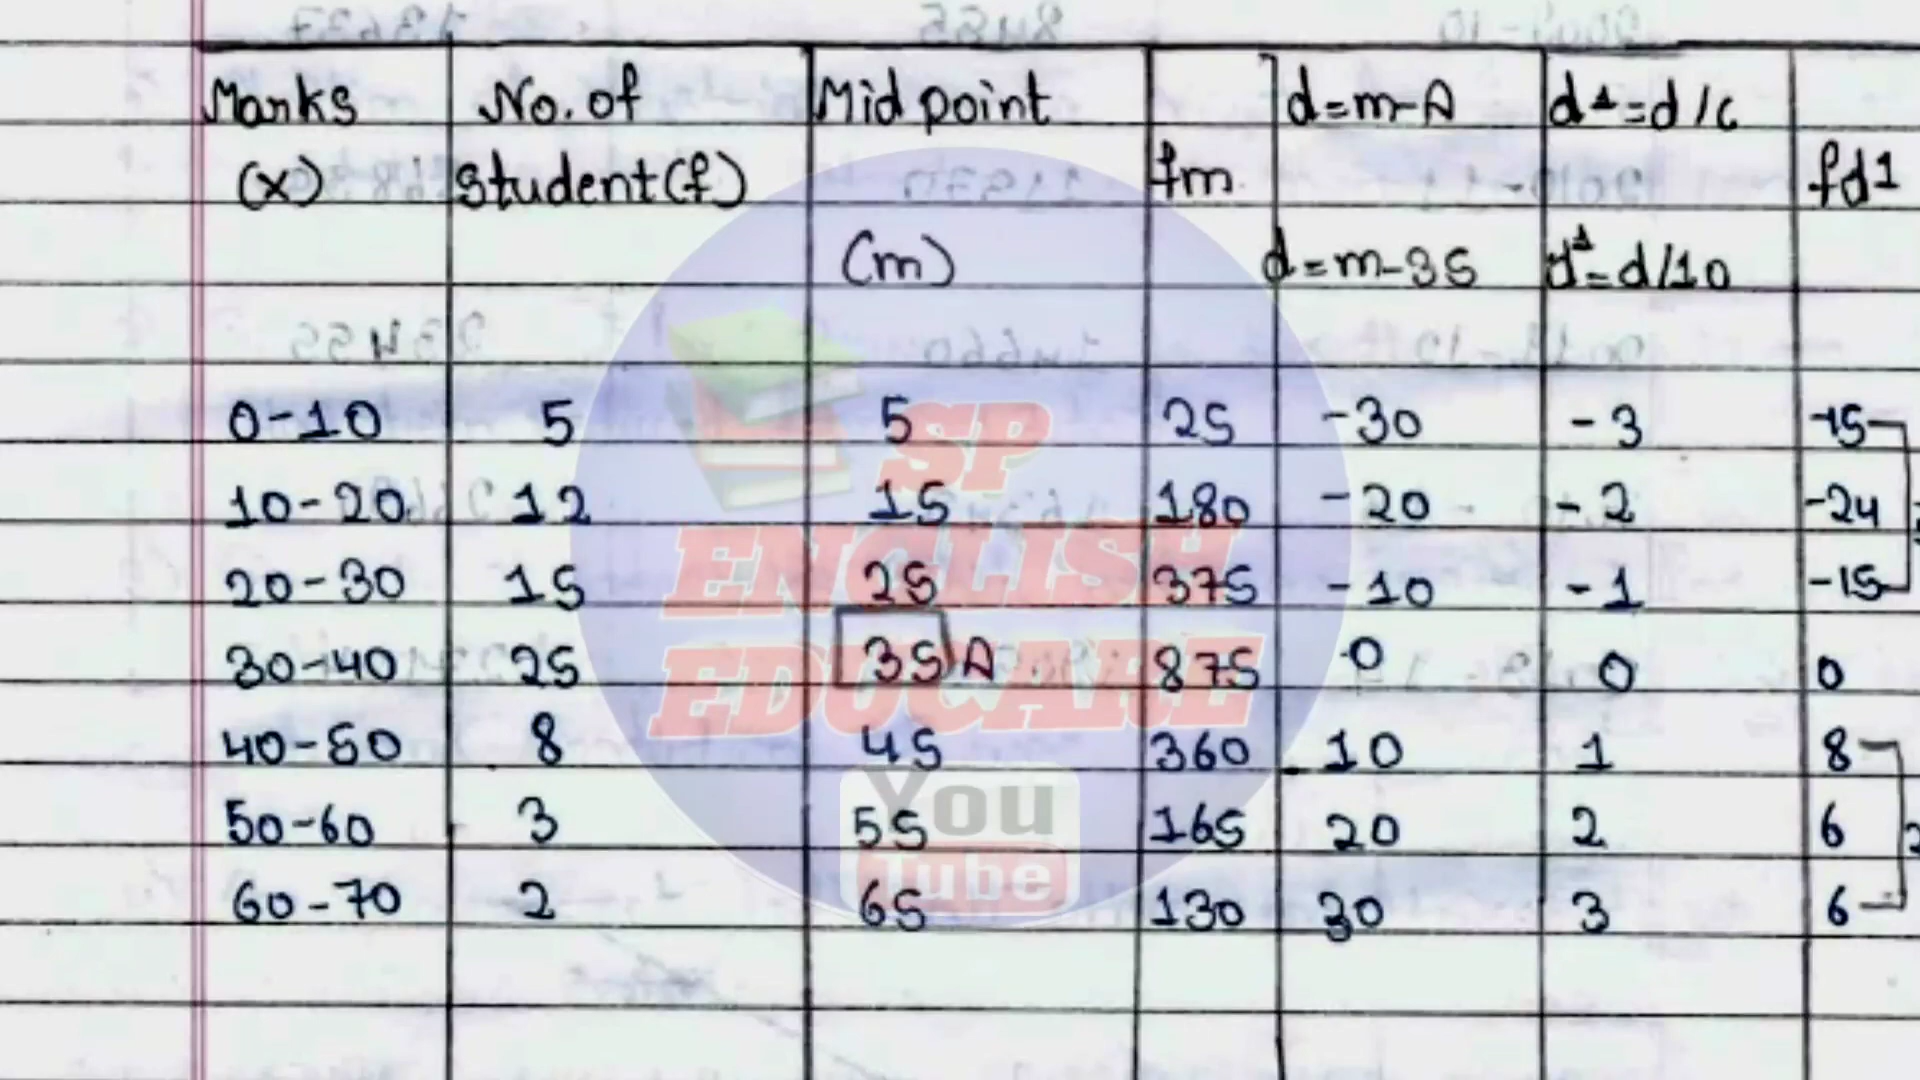 Marks No. of Mid point d=m-A d¹=d/c
(x) Student(f) fm fd1
(m) d=m-35 d¹=d/10
0-10 5 5 25 -30 -3 -15
10-20 12 15 180 -20 -2 -24
20-30 15 25 375 -10 -1 -15
30-40 25 35 A 875 0 0 0
40-50 8 45 360 10 1 8
50-60 3 55 165 20 2 6
60-70 2 65 130 30 3 6
SP
ENGLISH
EDUCARE
You
Tube